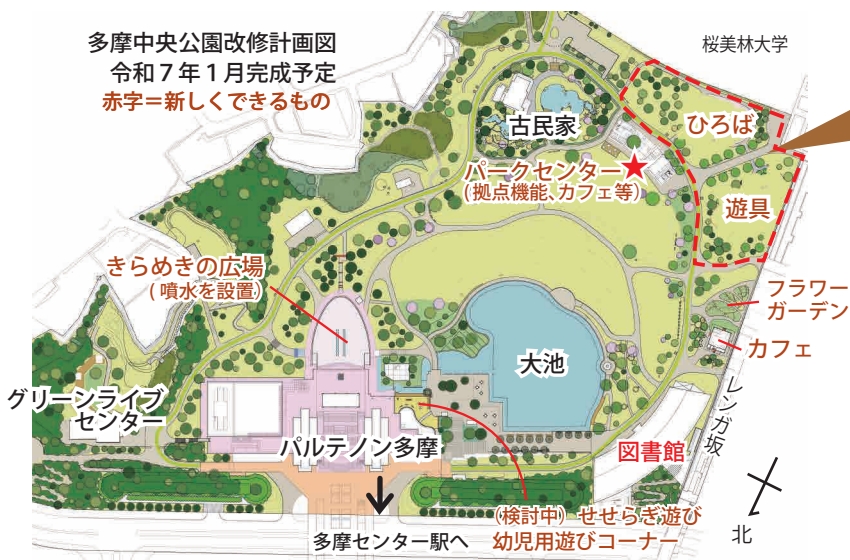 多摩中央公園改修計画図
令和７年１月完成予定
赤字＝新しくできるもの
桜美林大学
古民家
ひろば
パークセンター
(拠点機能、カフェ等)
遊具
きらめきの広場
( 噴水を設置)
フラワー
ガーデン
カフェ
大池
グリーンライブ
センター
レンガ坂
パルテノン多摩
図書館
(検討中) せせらぎ遊び
幼児用遊びコーナー
多摩センター駅へ
北